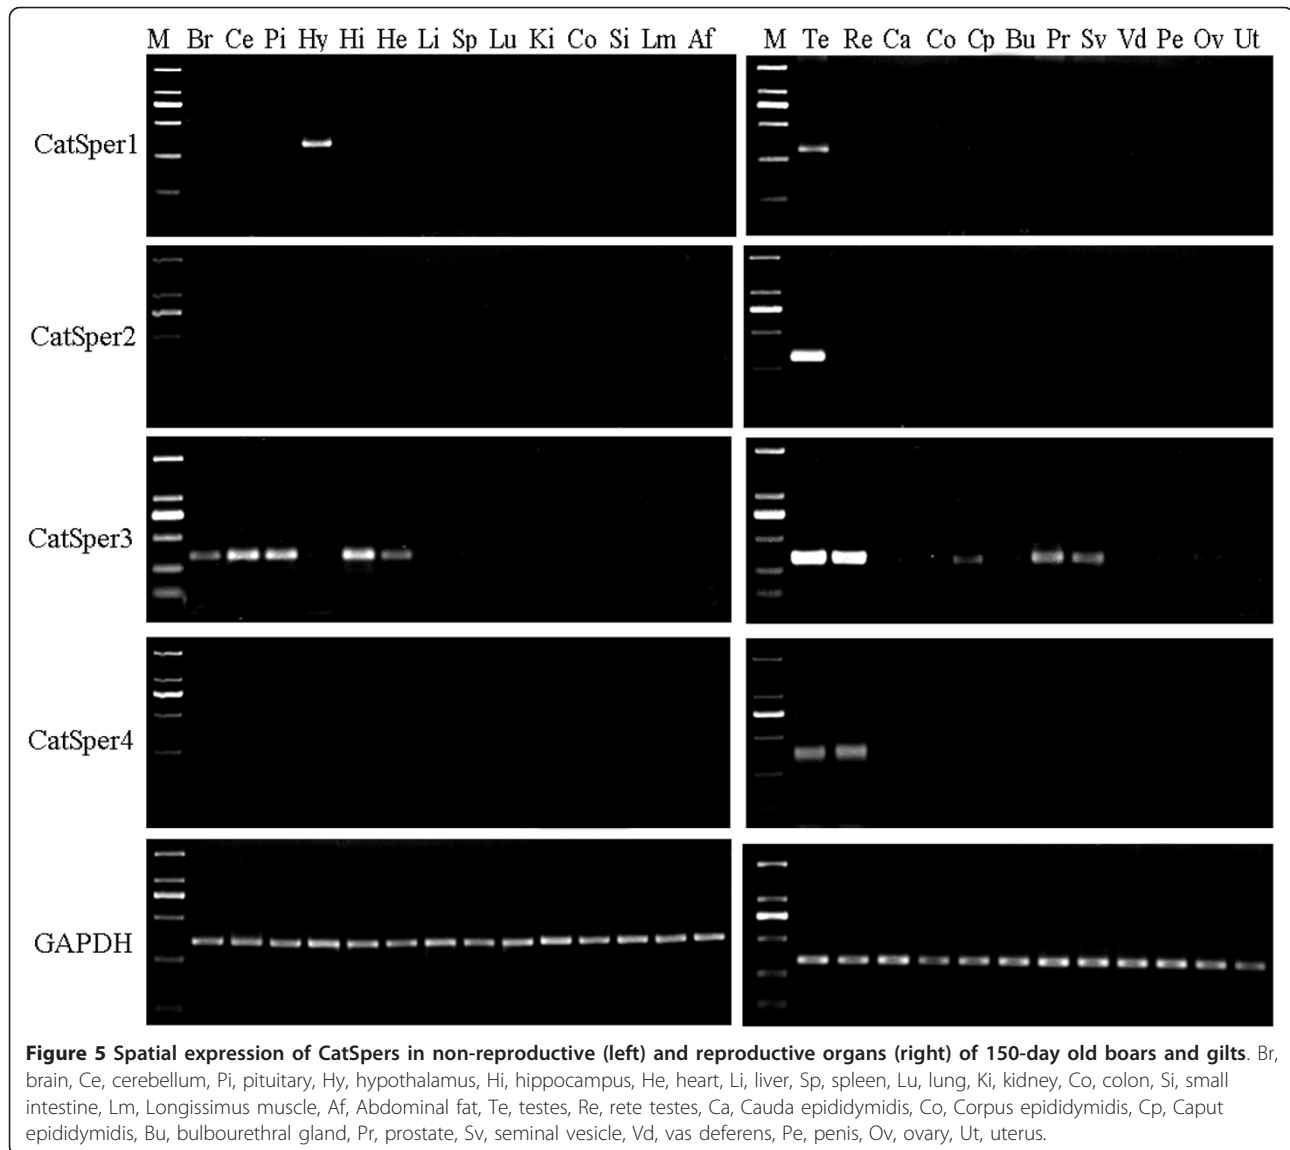 M Br Ce Pi Hy Hi He Li Sp Lu Ki Co Si Lm Af
M Te Re Ca Co Cp Bu Pr Sv Vd Pe Ov Ut
CatSper1
CatSper2
CatSper3
CatSper4
GAPDH
Figure 5 Spatial expression of CatSpers in non-reproductive (left) and reproductive organs (right) of 150-day old boars and gilts. Br,
brain, Ce, cerebellum, Pi, pituitary, Hy, hypothalamus, Hi, hippocampus, He, heart, Li, liver, Sp, spleen, Lu, lung, Ki, kidney, Co, colon, Si, small
intestine, Lm, Longissimus muscle, Af, Abdominal fat, Te, testes, Re, rete testes, Ca, Cauda epididymidis, Co, Corpus epididymidis, Cp, Caput
epididymidis, Bu, bulbourethral gland, Pr, prostate, Sv, seminal vesicle, Vd, vas deferens, Pe, penis, Ov, ovary, Ut, uterus.